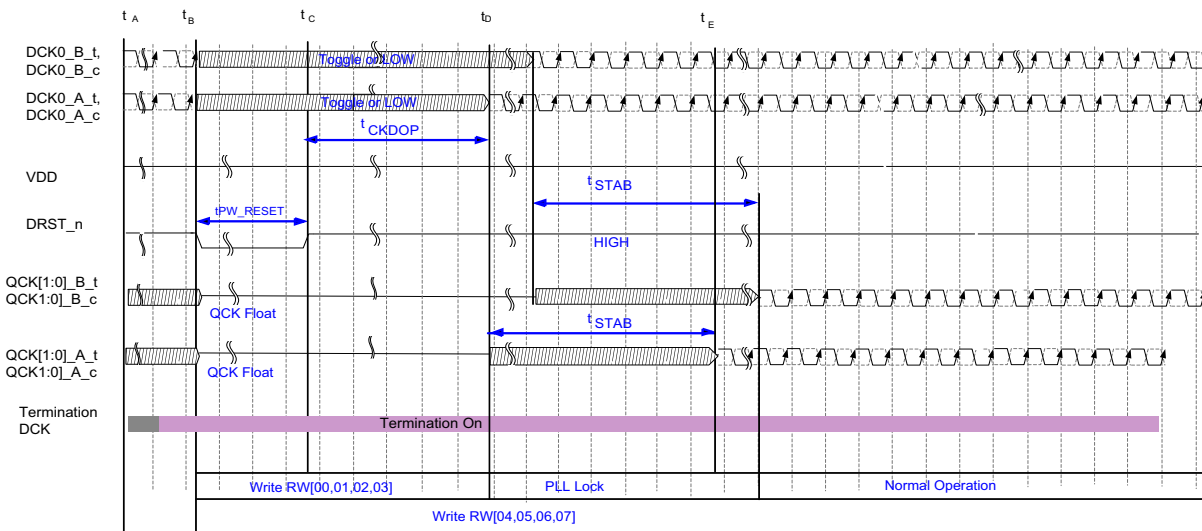 t A
t B
t C
tD
t E
DCK0_B_t,
DCK0_B_c
Toggle or LOW
DCK0_A_t,
DCK0_A_c
Toggle or LOW
t CKDOP
VDD
t STAB
tPW_RESET
DRST_n
HIGH
QCK[1:0]_B_t
QCK1:0]_B_c
QCK Float
t STAB
QCK[1:0]_A_t
QCK1:0]_A_c
QCK Float
Termination
DCK
Termination On
Write RW[00,01,02,03]
PLL Lock
Normal Operation
Write RW[04,05,06,07]